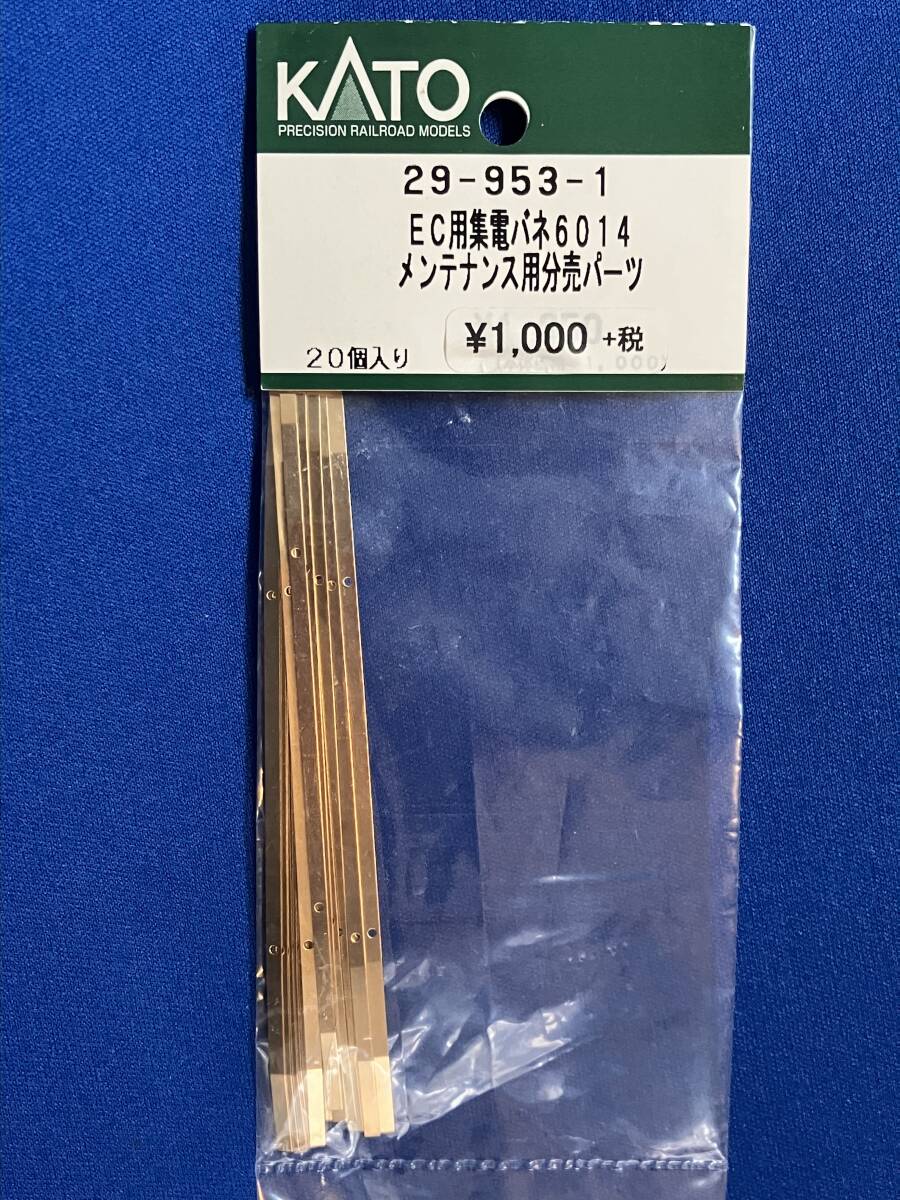 KATO
PRECISION RAILROAD MODELS
29-953-1
EC用集電バネ6014
メンテナンス用分売パーツ
20個入り
¥1,000 +税